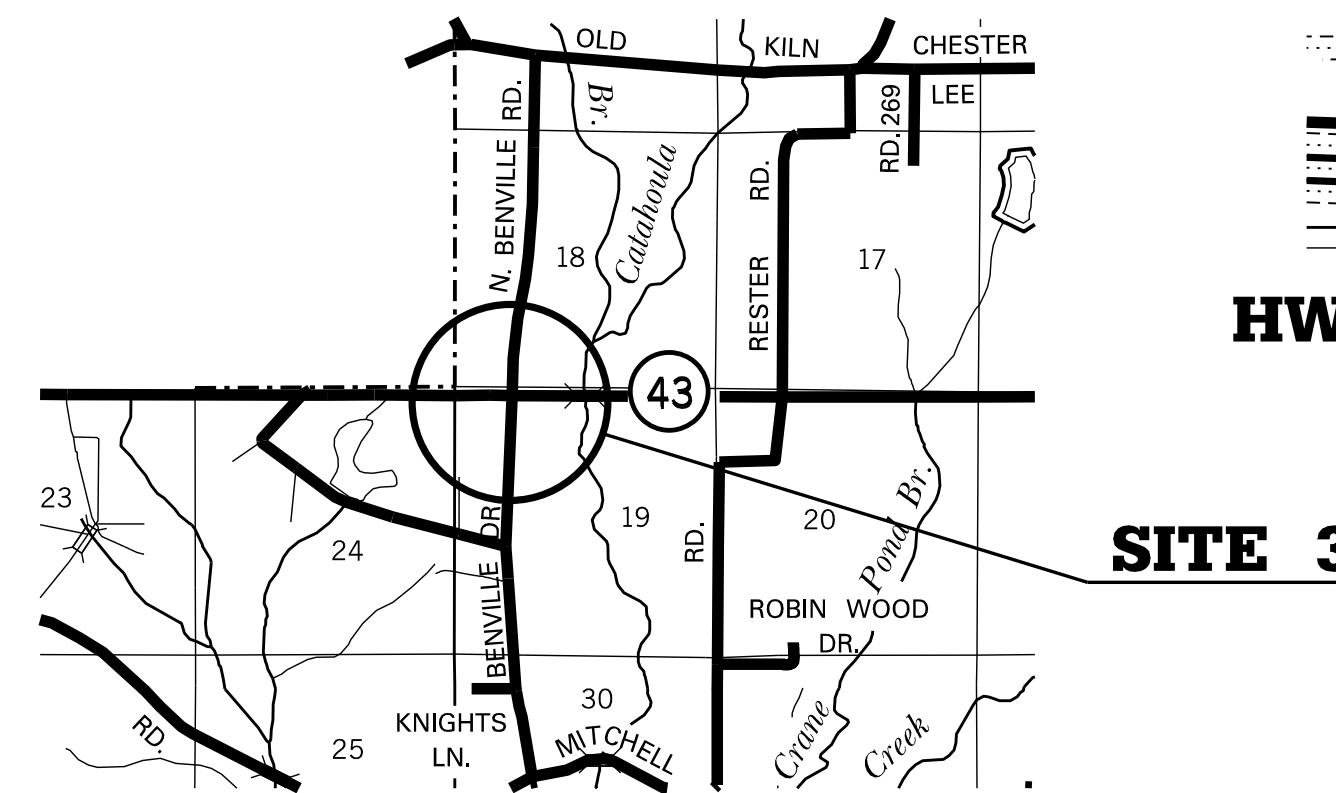 OLD KILN CHESTER
LEE
RD. 269
N. BENVILLE RD.
Br.
Catahoula
RESTER RD.
18
17
43
HW
23
24
19
20
RD.
BENVILLE DR.
Pond Br.
SITE 3
ROBIN WOOD
DR.
30
KNIGHTS
LN.
MITCHELL
25
RD.
Crane
Creek